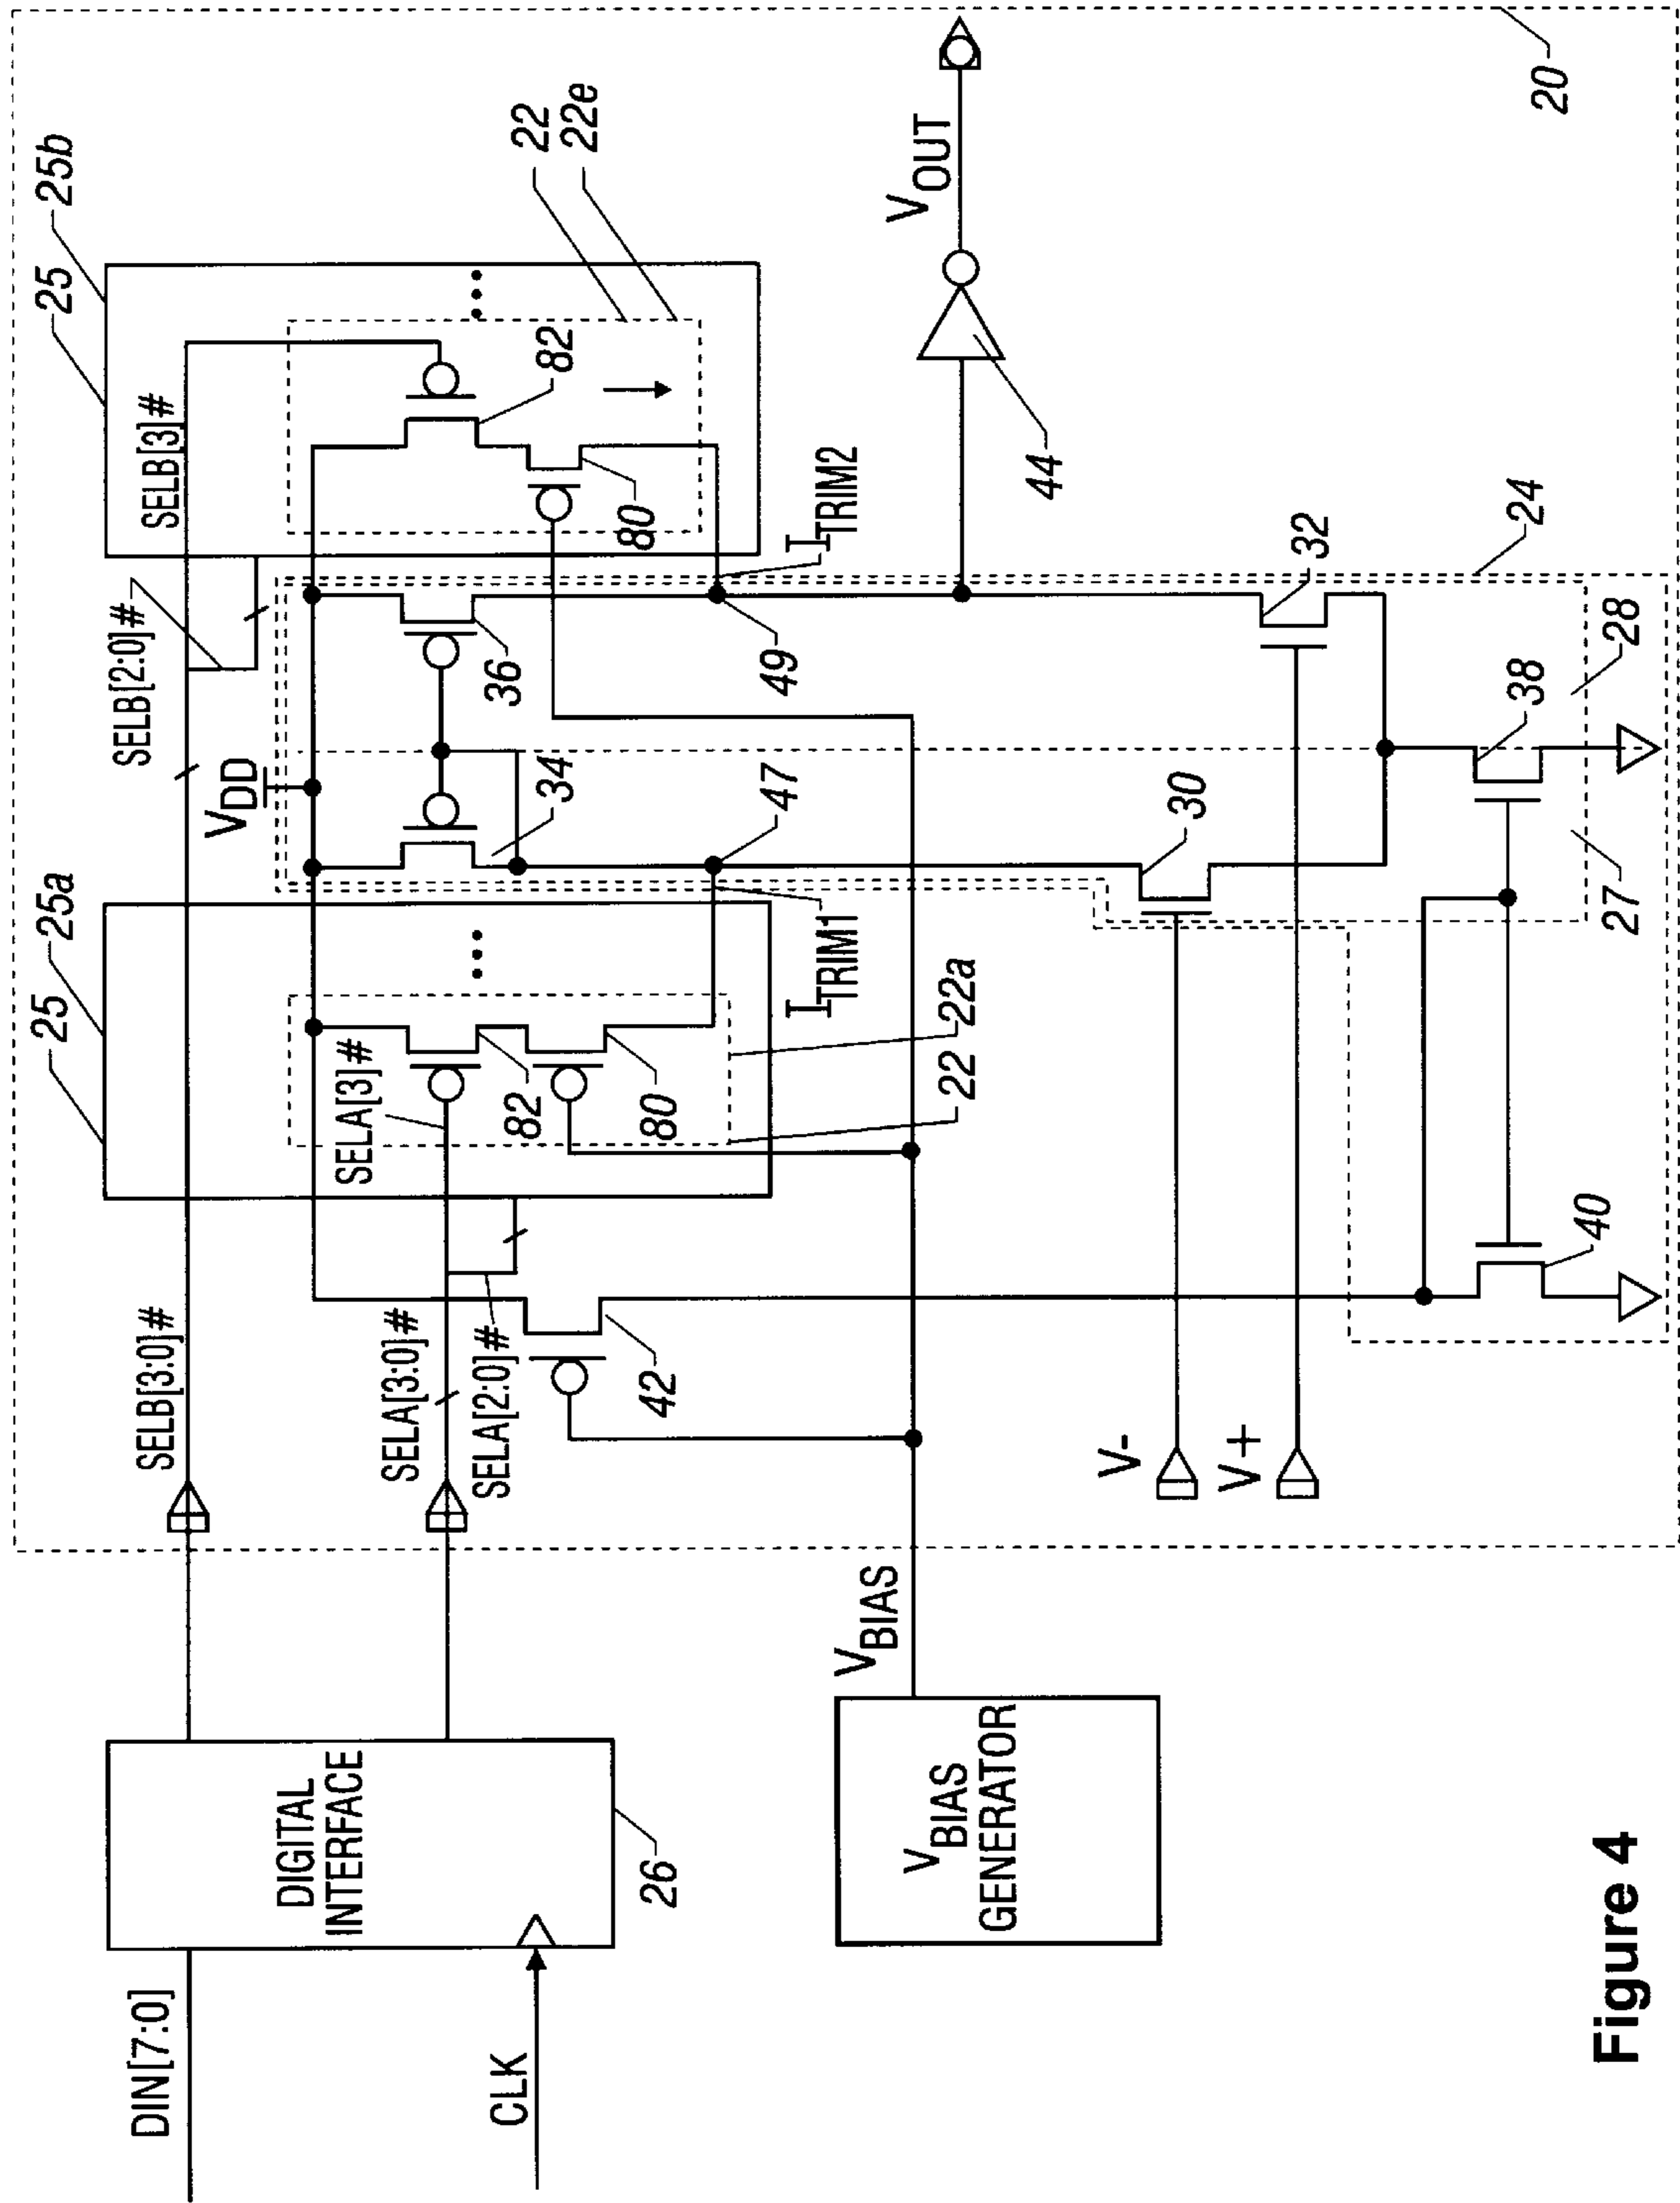 DIN[7:0]
CLK
DIGITAL
INTERFACE
26
SELB[3:0]#
SELA[3:0]#
SELA[2:0]#
25
25a
SELA[3]#
82
80
22
22a
ITRIM1
VDD
SELB[2:0]#
SELB[3]#
25
25b
82
80
22
22e
ITRIM2
34
36
47
49
42
VBIAS
VBIAS
GENERATOR
V-
V+
30
32
38
40
27
28
24
44
VOUT
20
Figure 4